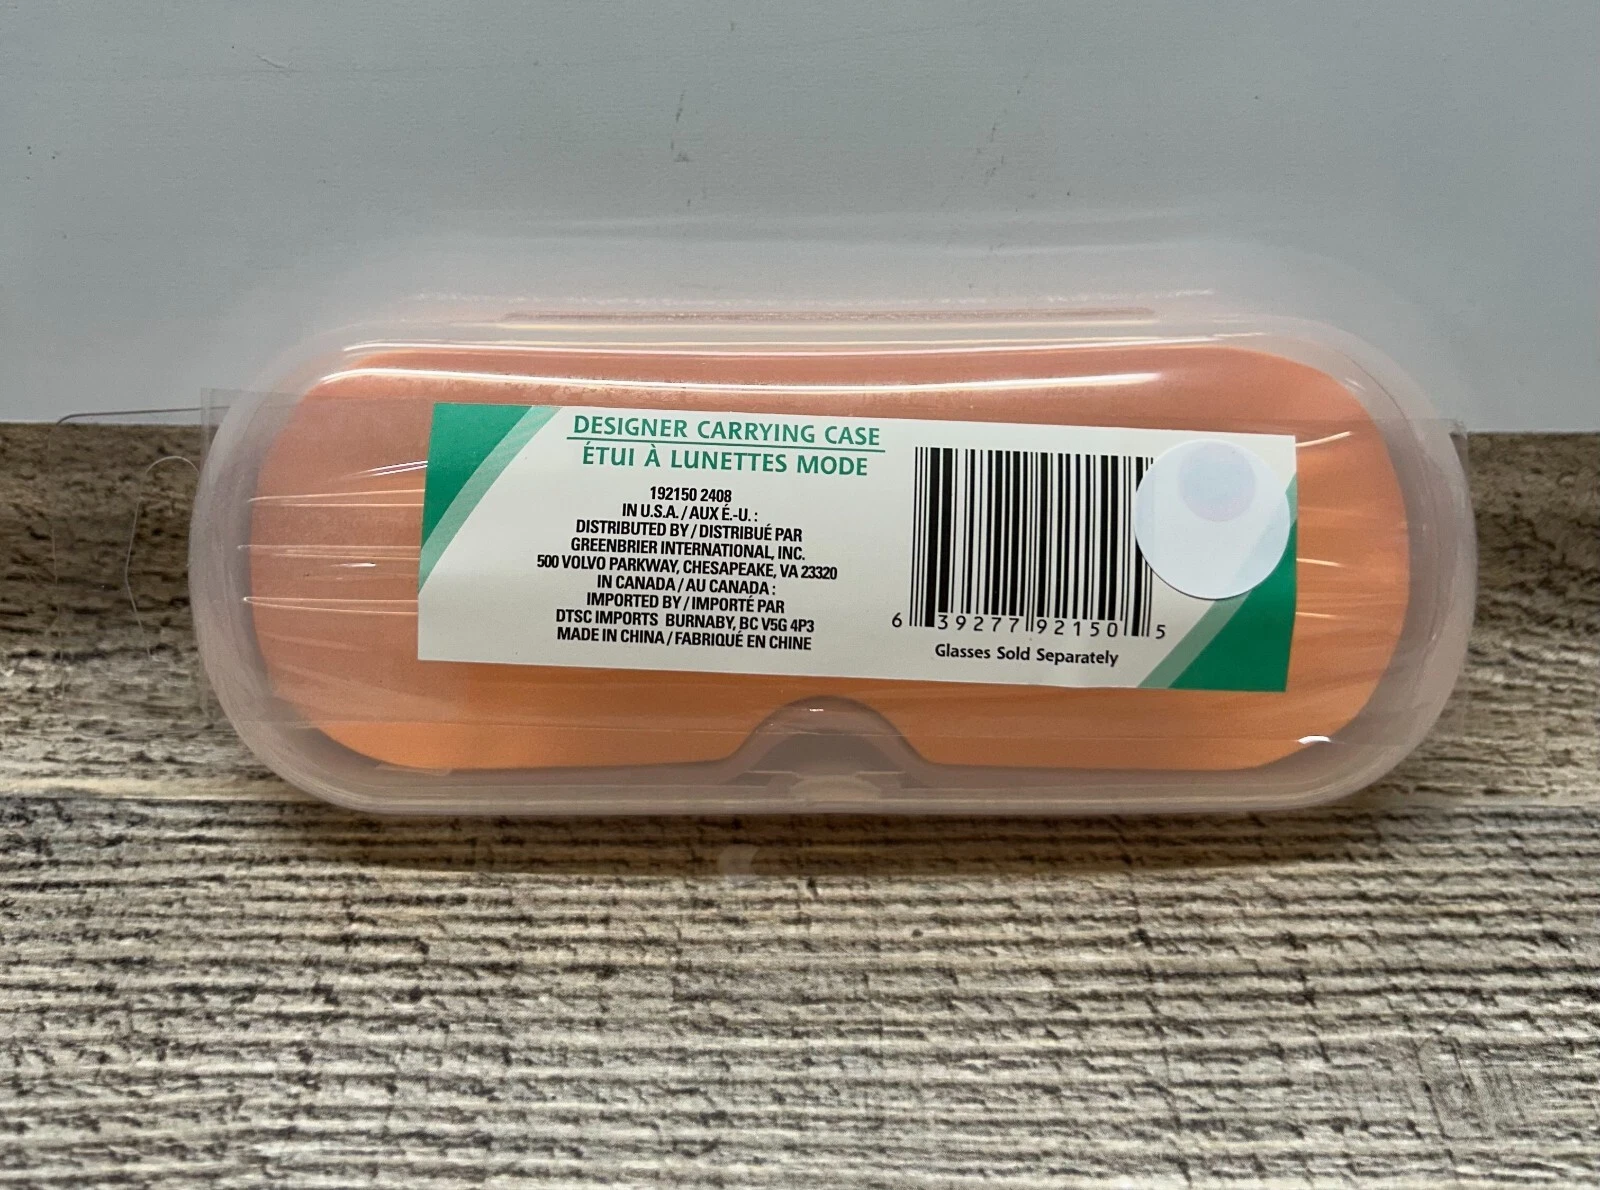 DESIGNER CARRYING CASE
ÉTUI À LUNETTES MODE
192150 2408
IN U.S.A. / AUX É.-U. :
DISTRIBUTED BY / DISTRIBUÉ PAR
GREENBRIER INTERNATIONAL, INC.
500 VOLVO PARKWAY, CHESAPEAKE, VA 23320
IN CANADA / AU CANADA :
IMPORTED BY / IMPORTÉ PAR
DTSC IMPORTS BURNABY, BC V5G 4P3
MADE IN CHINA / FABRIQUÉ EN CHINE
6 39277 92150 5
Glasses Sold Separately